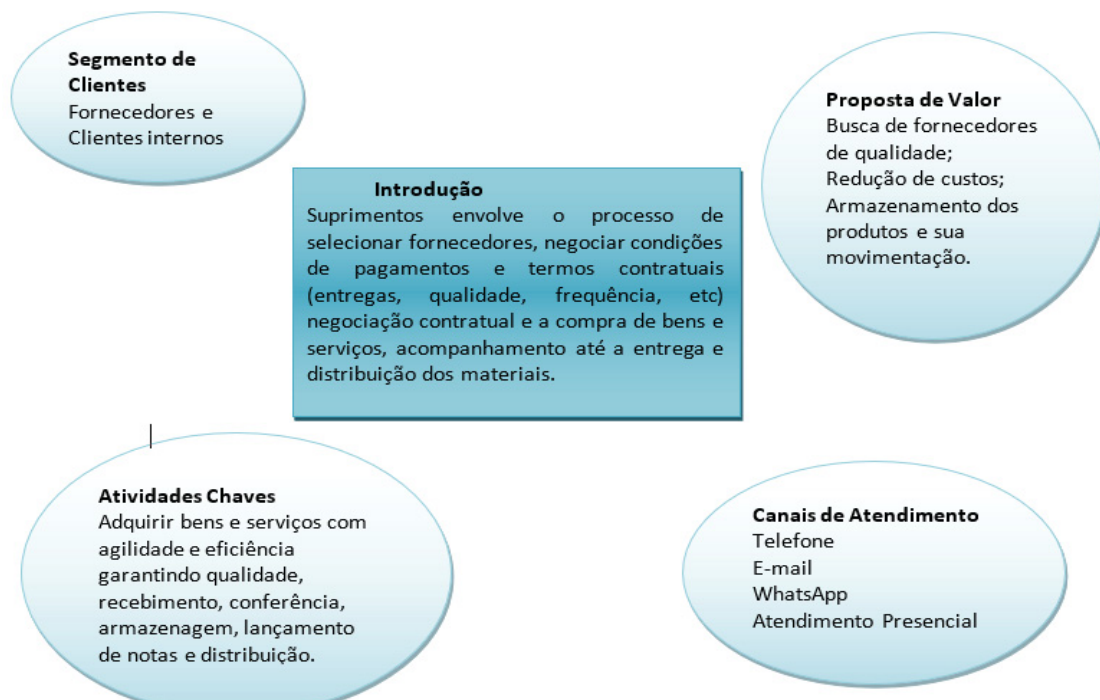 Segmento de
Clientes
Fornecedores e
Clientes internos
Proposta de Valor
Busca de fornecedores
de qualidade;
Redução de custos;
Armazenamento dos
produtos e sua
movimentação.
Introdução
Suprimentos envolve o processo de
selecionar fornecedores, negociar condições
de pagamentos e termos contratuais
(entregas, qualidade, frequência, etc)
negociação contratual e a compra de bens e
serviços, acompanhamento até a entrega e
distribuição dos materiais.
Atividades Chaves
Adquirir bens e serviços com
agilidade e eficiência
garantindo qualidade,
recebimento, conferência,
armazenagem, lançamento
de notas e distribuição.
Canais de Atendimento
Telefone
E-mail
WhatsApp
Atendimento Presencial